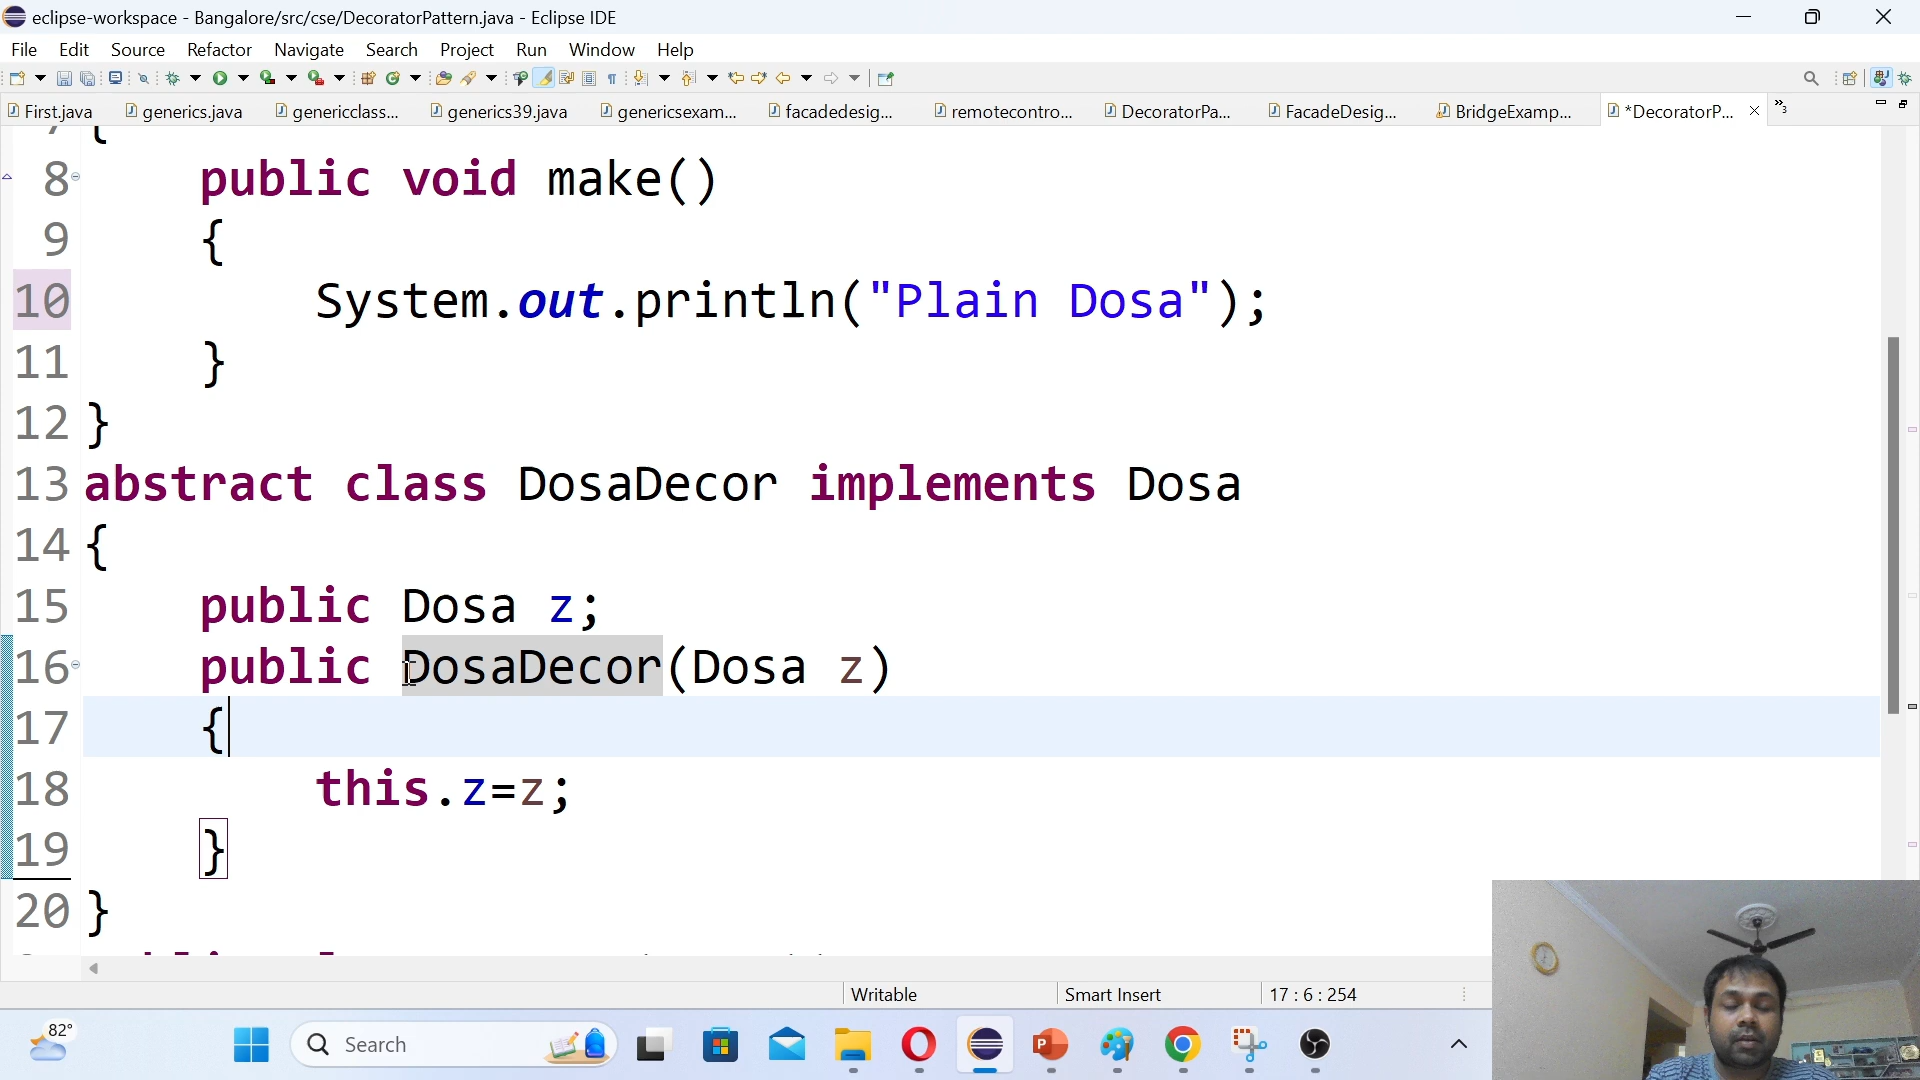 eclipse-workspace - Bangalore/src/cse/DecoratorPattern.java - Eclipse IDE
File Edit Source Refactor Navigate Search Project Run Window Help
First.java generics.java genericclass... generics39.java genericsexam... facadedesig... remotecontro... DecoratorPa... FacadeDesig... BridgeExamp... *DecoratorP... »3
{
8 public void make()
9 {
10 System.out.println("Plain Dosa");
11 }
12 }
13 abstract class DosaDecor implements Dosa
14 {
15 public Dosa z;
16 public DosaDecor(Dosa z)
17 {
18 this.z=z;
19 }
20 }
Writable Smart Insert 17 : 6 : 254
82° Search